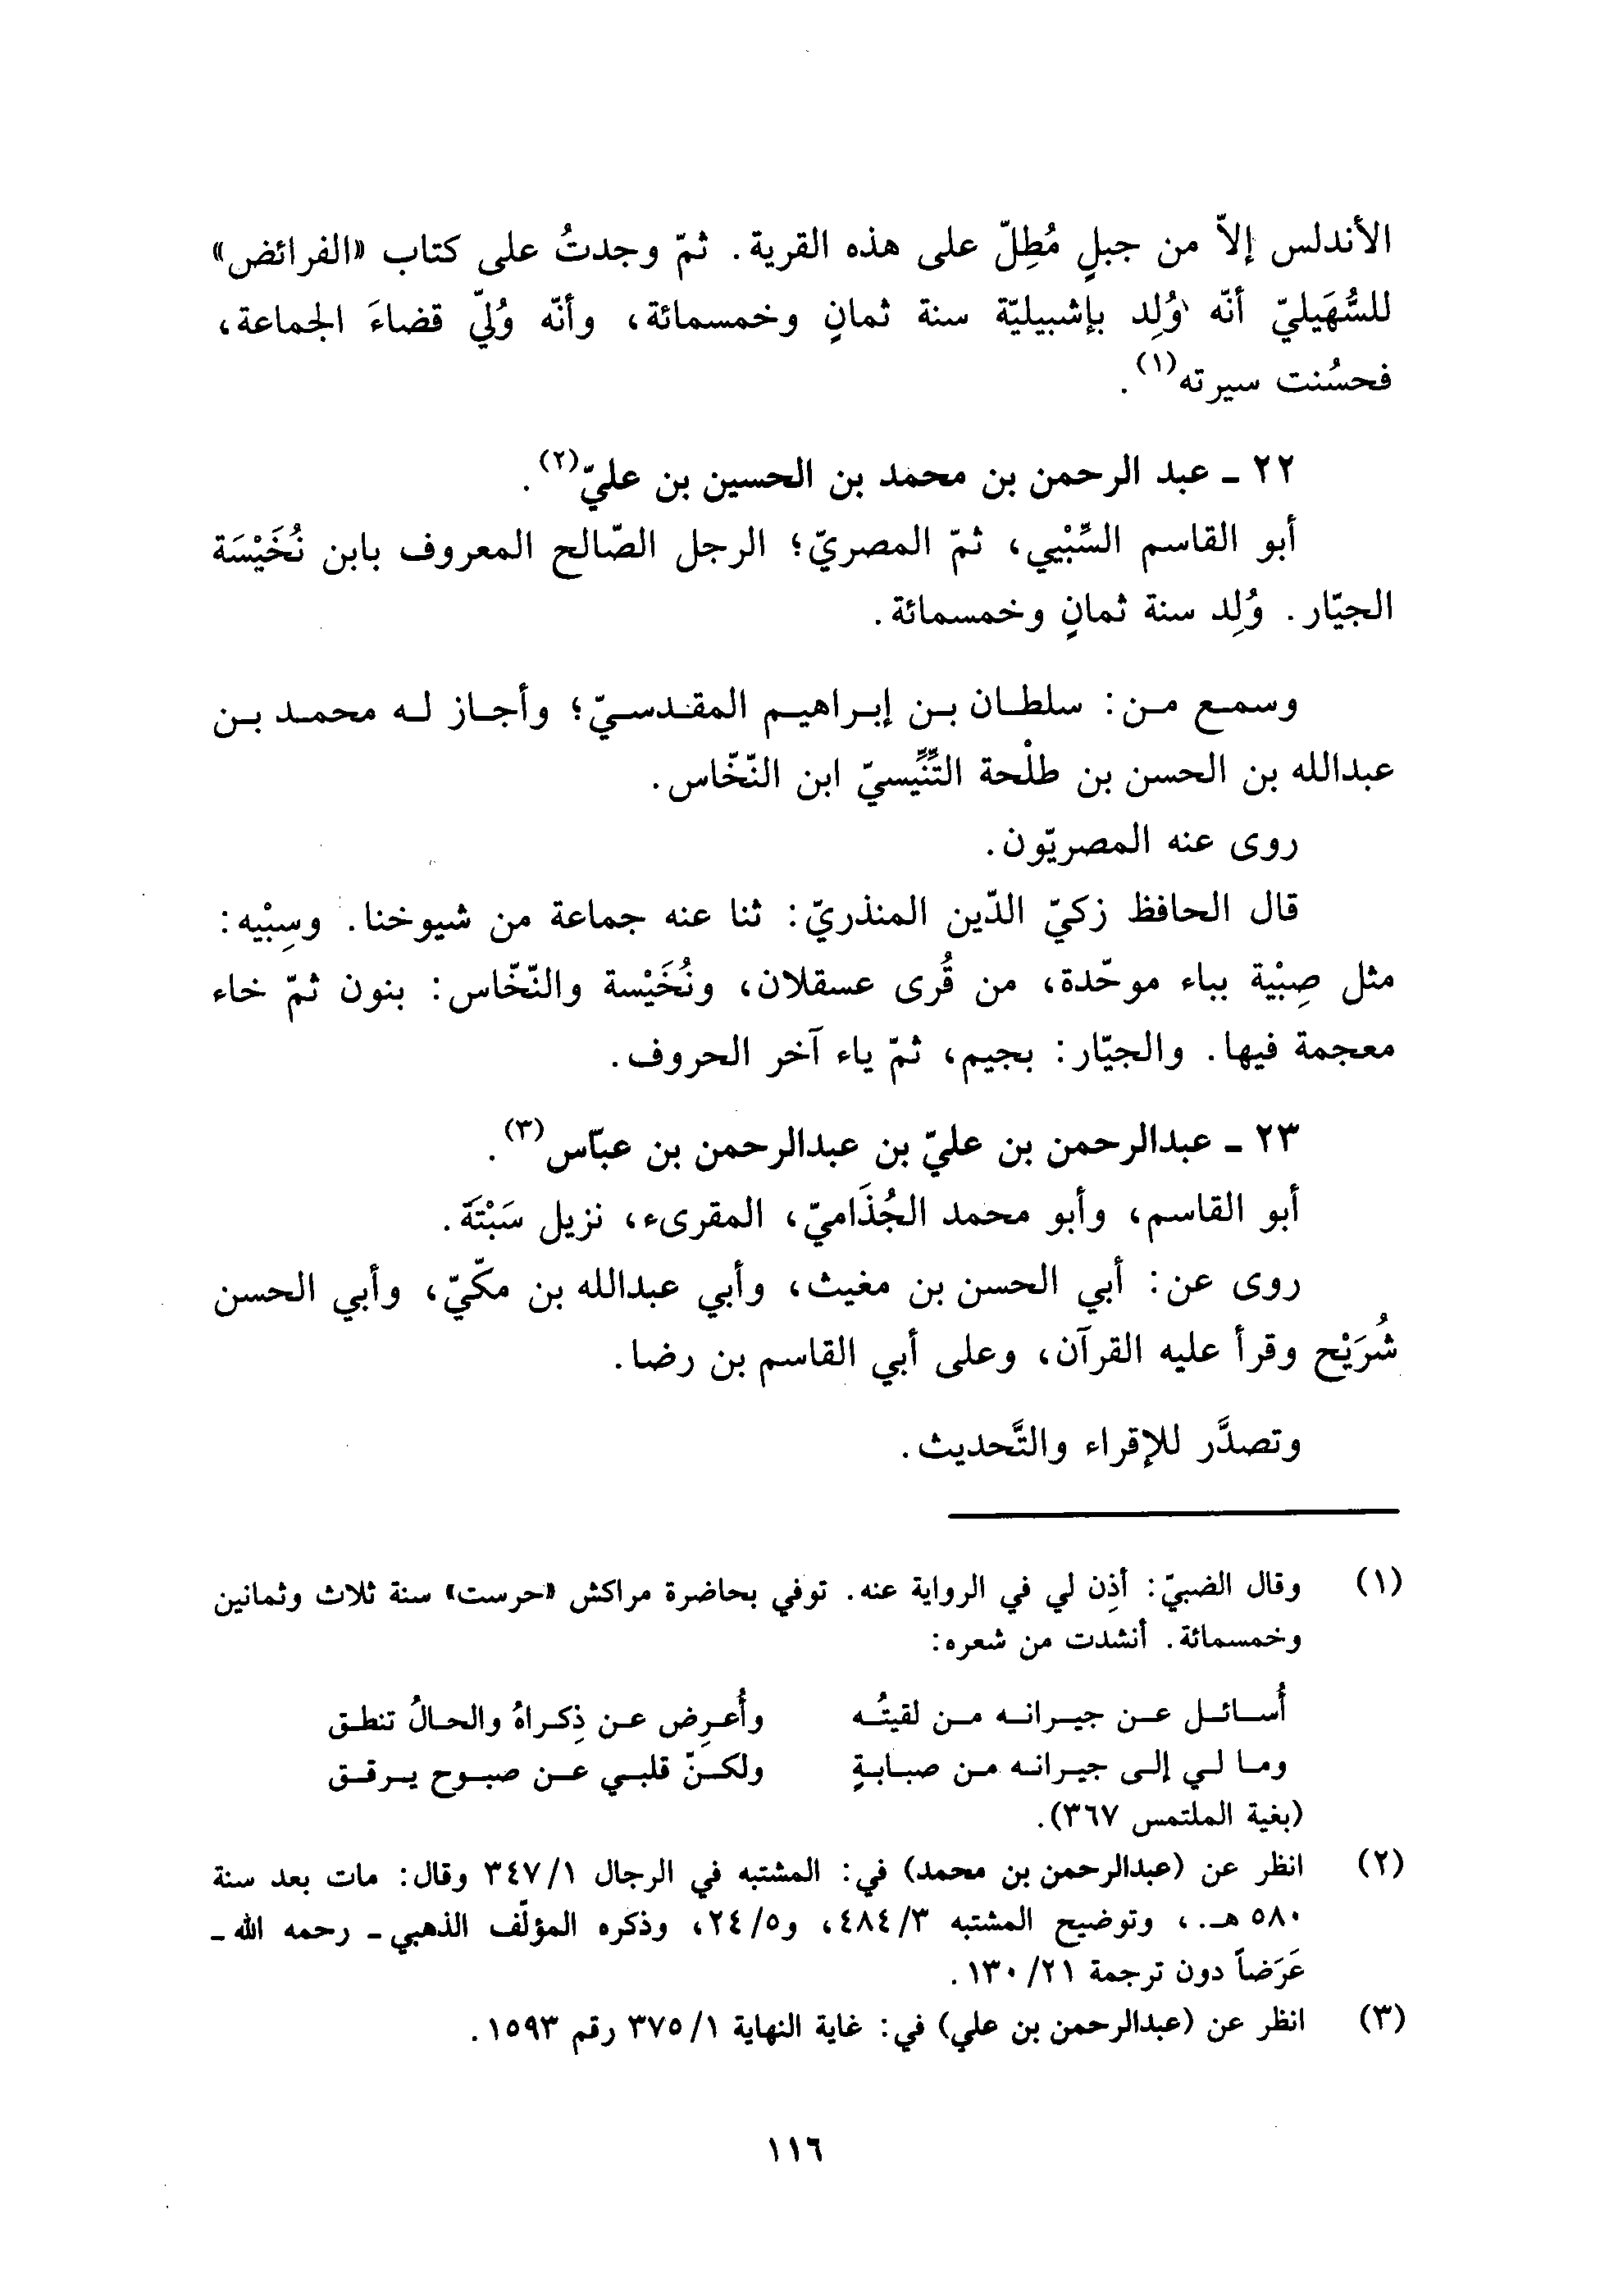 الأندلس إلاّ من جبلٍ مُطِلّ على هذه القرية. ثمّ وجدتُ على كتاب «الفرائض»
للسُّهَيليّ أنّه وُلِد بإشبيليّة سنة ثمانٍ وخمسمائة، وأنّه وُلّي قضاءَ الجماعة،
فحسُنت سيرته(١).
٢٢ ـ عبد الرحمن بن محمد بن الحسين بن عليّ(٢).
أبو القاسم السِّبْيي، ثمّ المصريّ؛ الرجل الصّالح المعروف بابن نُخَيْسَة
الجيّار. وُلِد سنة ثمانٍ وخمسمائة.
وسمع من: سلطان بن إبراهيم المقدسيّ؛ وأجاز له محمد بن
عبدالله بن الحسن بن طلْحة التِّنِّيسيّ ابن النّخّاس.
روى عنه المصريّون.
قال الحافظ زكيّ الدّين المنذريّ: ثنا عنه جماعة من شيوخنا. وسِبْيه:
مثل صِبْية بباء موحّدة، من قُرى عسقلان، ونُخَيْسة والنّخّاس: بنون ثمّ خاء
معجمة فيها. والجيّار: بجيم، ثمّ ياء آخر الحروف.
٢٣ ـ عبدالرحمن بن عليّ بن عبدالرحمن بن عبّاس(٣).
أبو القاسم، وأبو محمد الجُذَاميّ، المقرىء، نزيل سَبْتَة.
روى عن: أبي الحسن بن مغيث، وأبي عبدالله بن مكّيّ، وأبي الحسن
شُرَيْح وقرأ عليه القرآن، وعلى أبي القاسم بن رضا.
وتصدَّر للإقراء والتَّحديث.
(١) وقال الضبيّ: أذِن لي في الرواية عنه. توفي بحاضرة مراكش «حرست» سنة ثلاث وثمانين
وخمسمائة. أنشدت من شعره:
أُسائل عن جيرانه من لقيتُه وأُعرِض عن ذِكراهُ والحالُ تنطق
وما لي إلى جيرانه من صبابةٍ ولكنّ قلبي عن صبوح يرقق
(بغية الملتمس ٣٦٧).
(٢) انظر عن (عبدالرحمن بن محمد) في: المشتبه في الرجال ٣٤٧/١ وقال: مات بعد سنة
٥٨٠ هـ.، وتوضيح المشتبه ٤٨٤/٣، و٢٤/٥، وذكره المؤلّف الذهبي ـ رحمه الله ـ
عَرَضاً دون ترجمة ١٣٠/٢١.
(٣) انظر عن (عبدالرحمن بن علي) في: غاية النهاية ٣٧٥/١ رقم ١٥٩٣.
١١٦